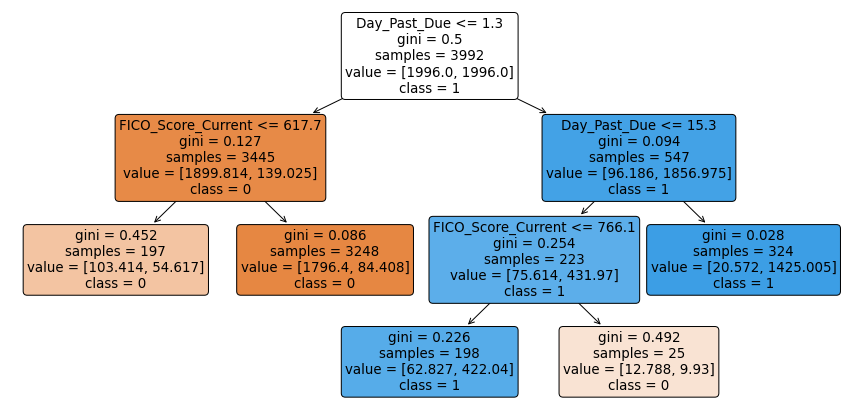 Day_Past_Due <= 1.3
gini = 0.5
samples = 3992
value = [1996.0, 1996.0]
class = 1
FICO_Score_Current <= 617.7
gini = 0.127
samples = 3445
value = [1899.814, 139.025]
class = 0
Day_Past_Due <= 15.3
gini = 0.094
samples = 547
value = [96.186, 1856.975]
class = 1
gini = 0.452
samples = 197
value = [103.414, 54.617]
class = 0
gini = 0.086
samples = 3248
value = [1796.4, 84.408]
class = 0
FICO_Score_Current <= 766.1
gini = 0.254
samples = 223
value = [75.614, 431.97]
class = 1
gini = 0.028
samples = 324
value = [20.572, 1425.005]
class = 1
gini = 0.226
samples = 198
value = [62.827, 422.04]
class = 1
gini = 0.492
samples = 25
value = [12.788, 9.93]
class = 0